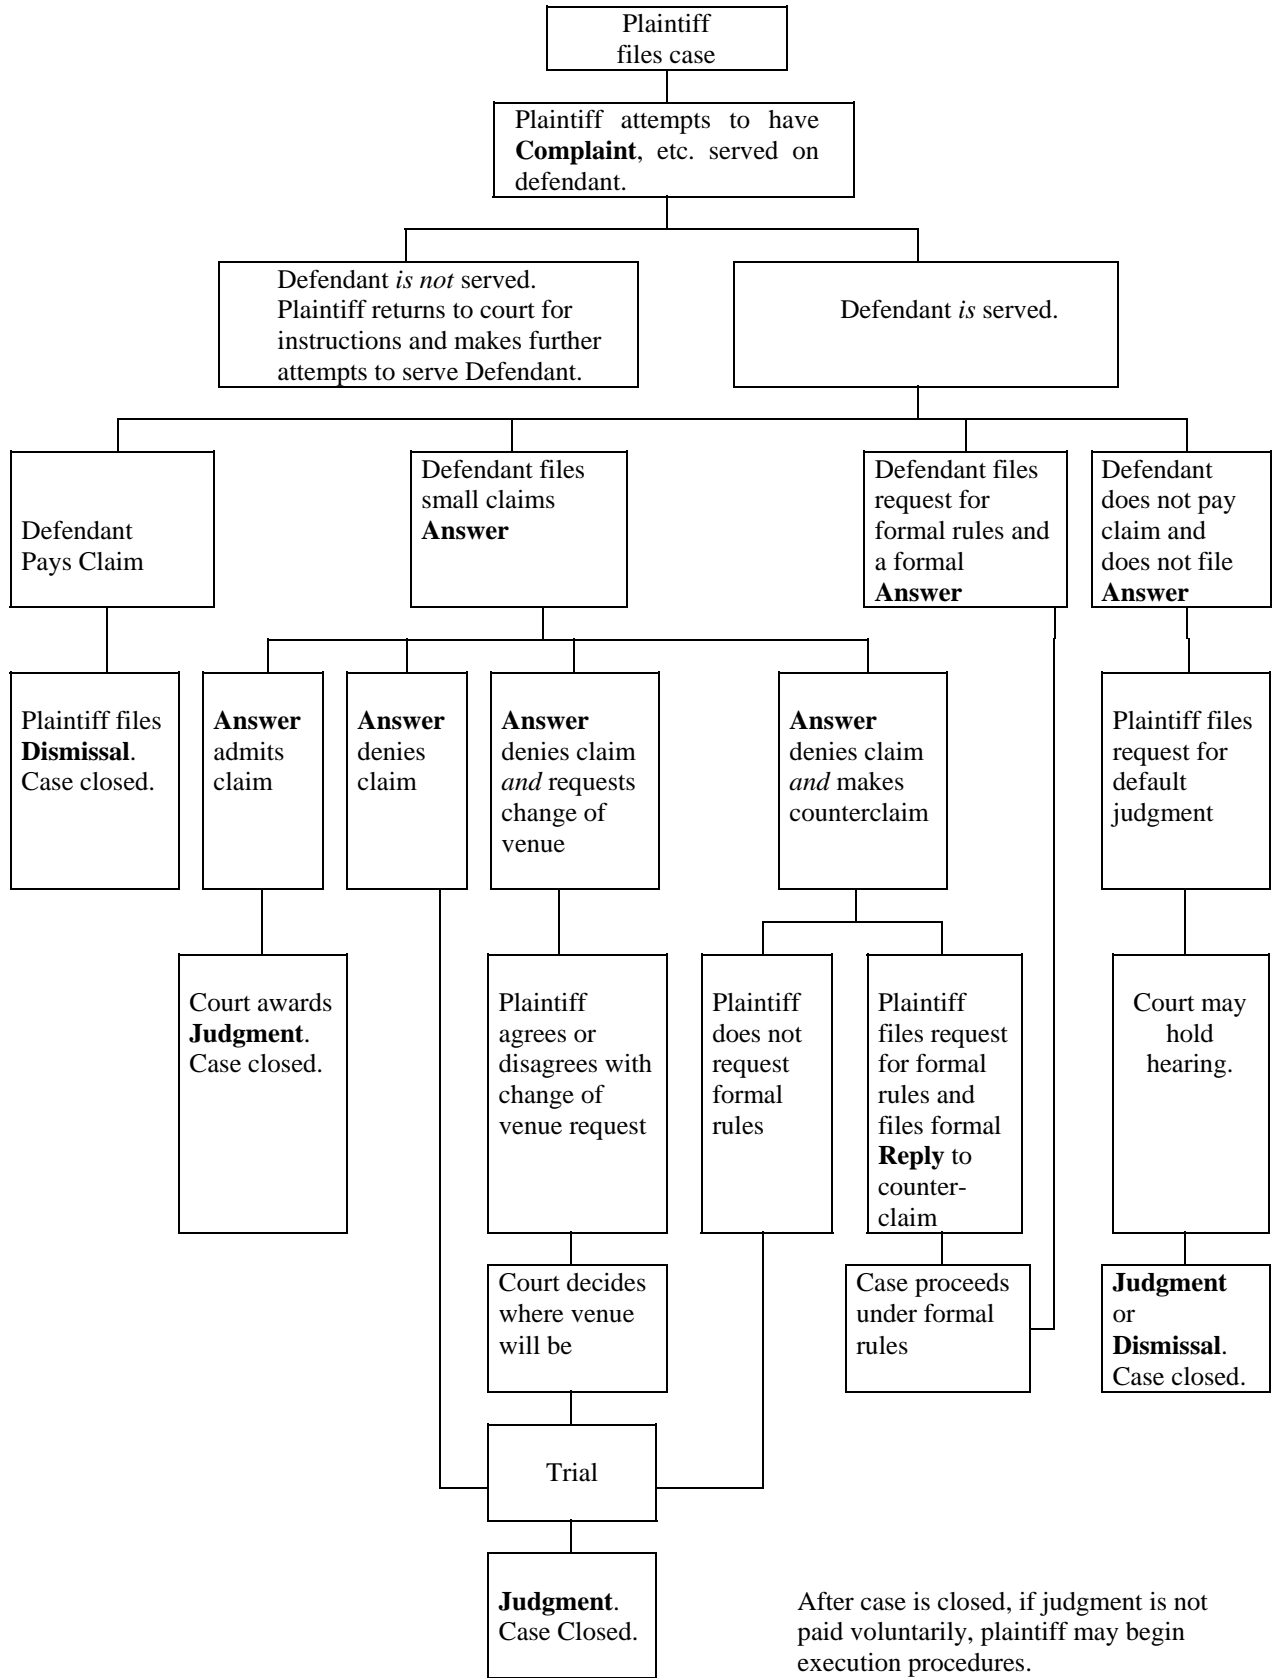 Plaintiff
files case
Plaintiff attempts to have
Complaint, etc. served on
defendant.
Defendant is not served.
Plaintiff returns to court for
instructions and makes further
attempts to serve Defendant.
Defendant is served.
Defendant
Pays Claim
Defendant files
small claims
Answer
Defendant files
request for
formal rules and
a formal
Answer
Defendant
does not pay
claim and
does not file
Answer
Plaintiff files
Dismissal.
Case closed.
Answer
admits
claim
Answer
denies
claim
Answer
denies claim
and requests
change of
venue
Answer
denies claim
and makes
counterclaim
Plaintiff files
request for
default
judgment
Court awards
Judgment.
Case closed.
Plaintiff
agrees or
disagrees with
change of
venue request
Plaintiff
does not
request
formal
rules
Plaintiff
files request
for formal
rules and
files formal
Reply to
counter-
claim
Court may
hold
hearing.
Court decides
where venue
will be
Case proceeds
under formal
rules
Judgment
or
Dismissal.
Case closed.
Trial
Judgment.
Case Closed.
After case is closed, if judgment is not
paid voluntarily, plaintiff may begin
execution procedures.